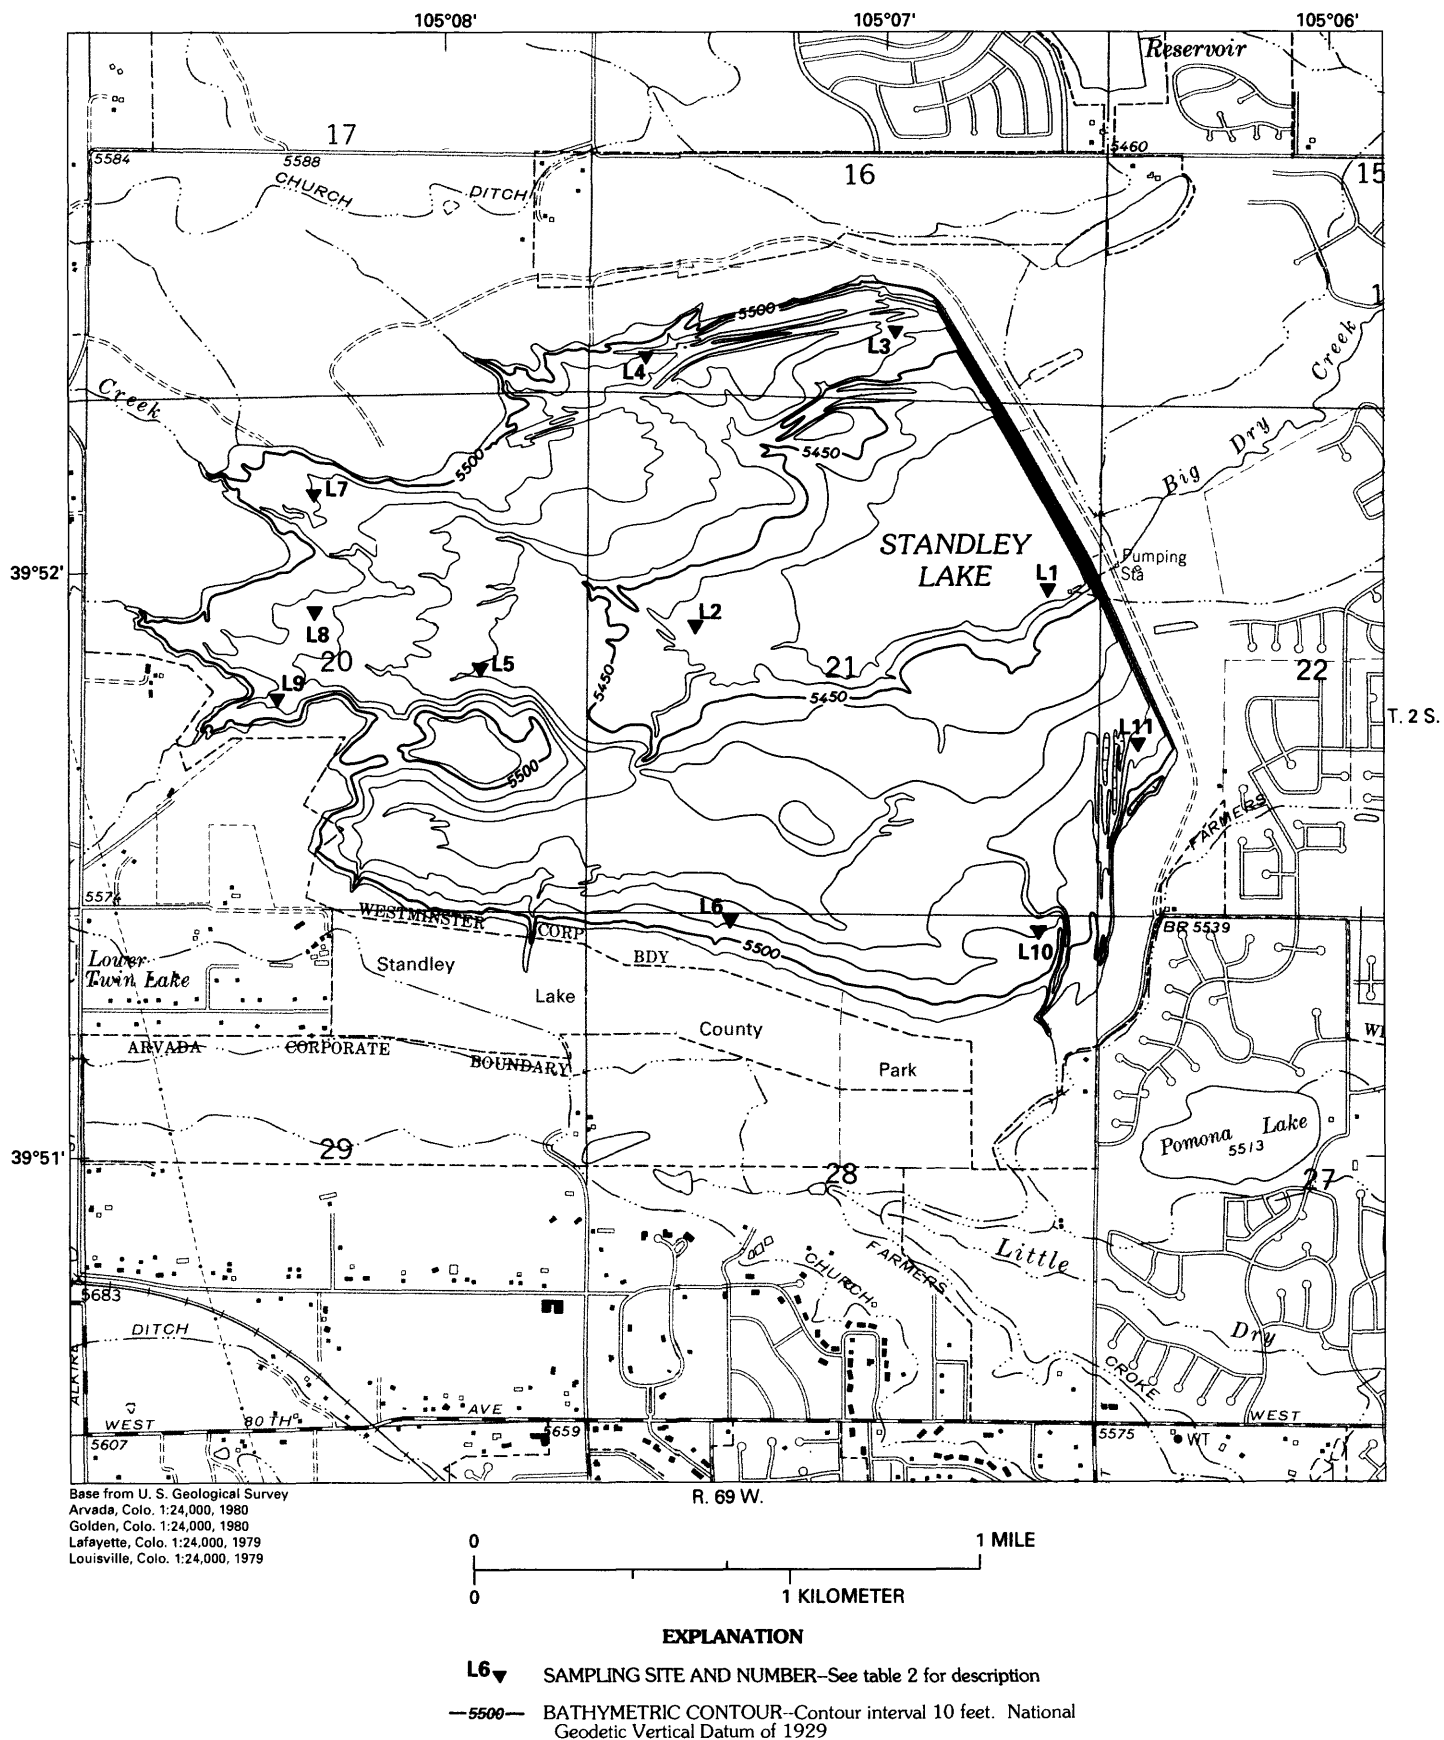 105°08' 105°07' 105°06'
Reservoir
17
5584 5588 5460
16 15
CHURCH DITCH
5500
L3
L4
Creek
Creek
5450
5500
Big Dry
L7
STANDLEY
LAKE
Pumping
Sta
39°52'
L1
L2
L8
20
L5
21
22
L9
5450
5450
T. 2 S.
L11
5500
FARMERS
5574
WESTMINSTER CORP BDY
L6
5500
BR 5539
L10
Lower
Twin Lake
Standley
Lake
County
Park
ARVADA CORPORATE BOUNDARY
Pomona Lake
5513
39°51'
29
28
27
Little
FARMERS
CHURCH
5683
DITCH
Dry
CROKE
ALKIRE
WEST 80TH AVE WEST
5607 5659 5575 WT
Base from U. S. Geological Survey
Arvada, Colo. 1:24,000, 1980
Golden, Colo. 1:24,000, 1980
Lafayette, Colo. 1:24,000, 1979
Louisville, Colo. 1:24,000, 1979
R. 69 W.
0 1 MILE
0 1 KILOMETER
EXPLANATION
L6 SAMPLING SITE AND NUMBER--See table 2 for description
—5500— BATHYMETRIC CONTOUR--Contour interval 10 feet. National
Geodetic Vertical Datum of 1929